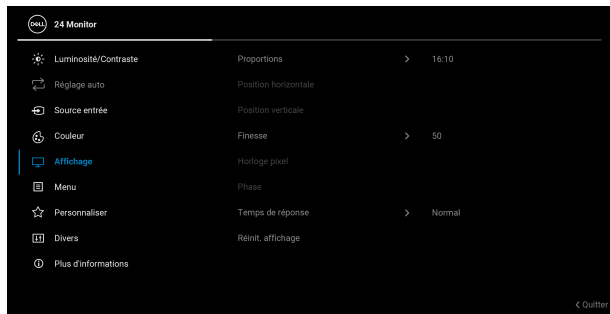 DELL 24 Monitor
Luminosité/Contraste
Proportions > 16:10
Réglage auto
Position horizontale
Source entrée
Position verticale
Couleur
Finesse > 50
Affichage
Horloge pixel
Menu
Phase
Personnaliser
Temps de réponse > Normal
Divers
Réinit. affichage
Plus d'informations
< Quitter